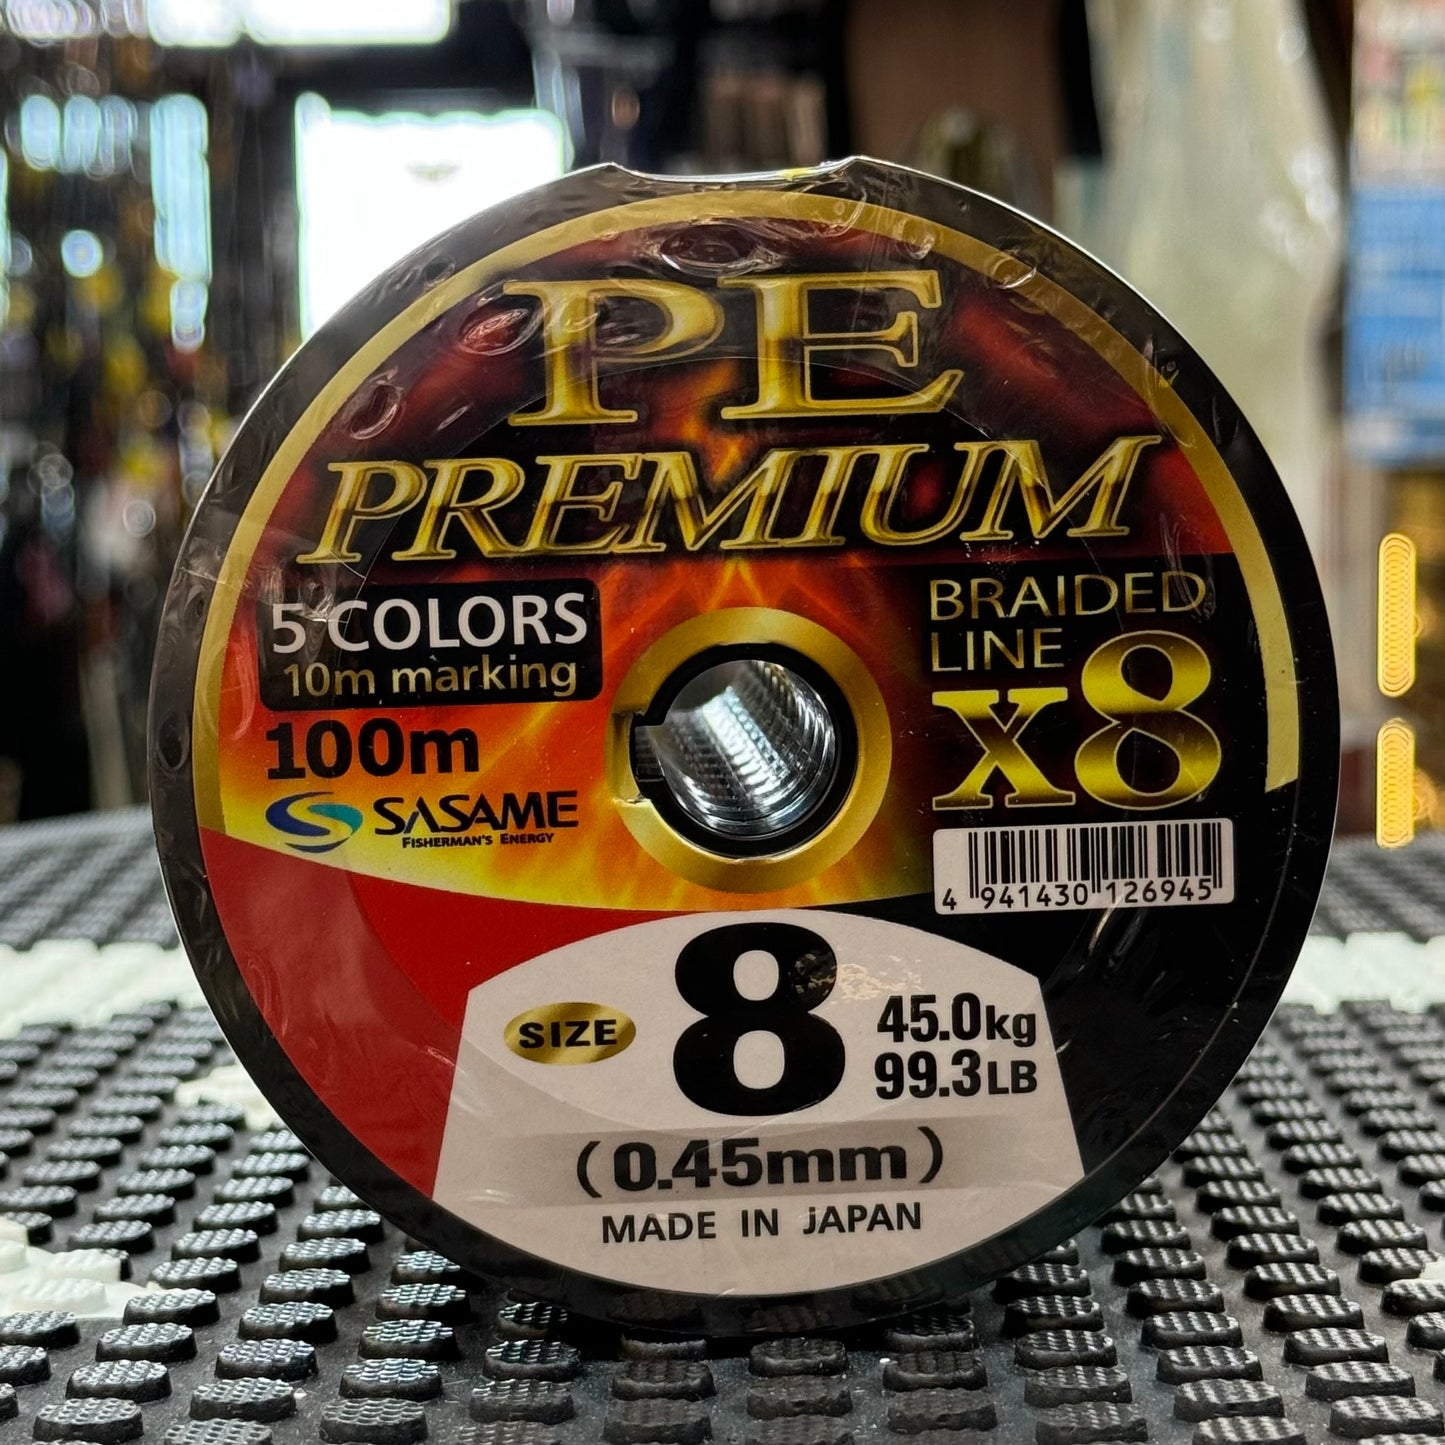 PE
PREMIUM
5 COLORS
10m marking
100m
SASAME
FISHERMAN'S ENERGY
BRAIDED
LINE
X8
4 941430 126945
SIZE
8
45.0kg
99.3LB
(0.45mm)
MADE IN JAPAN